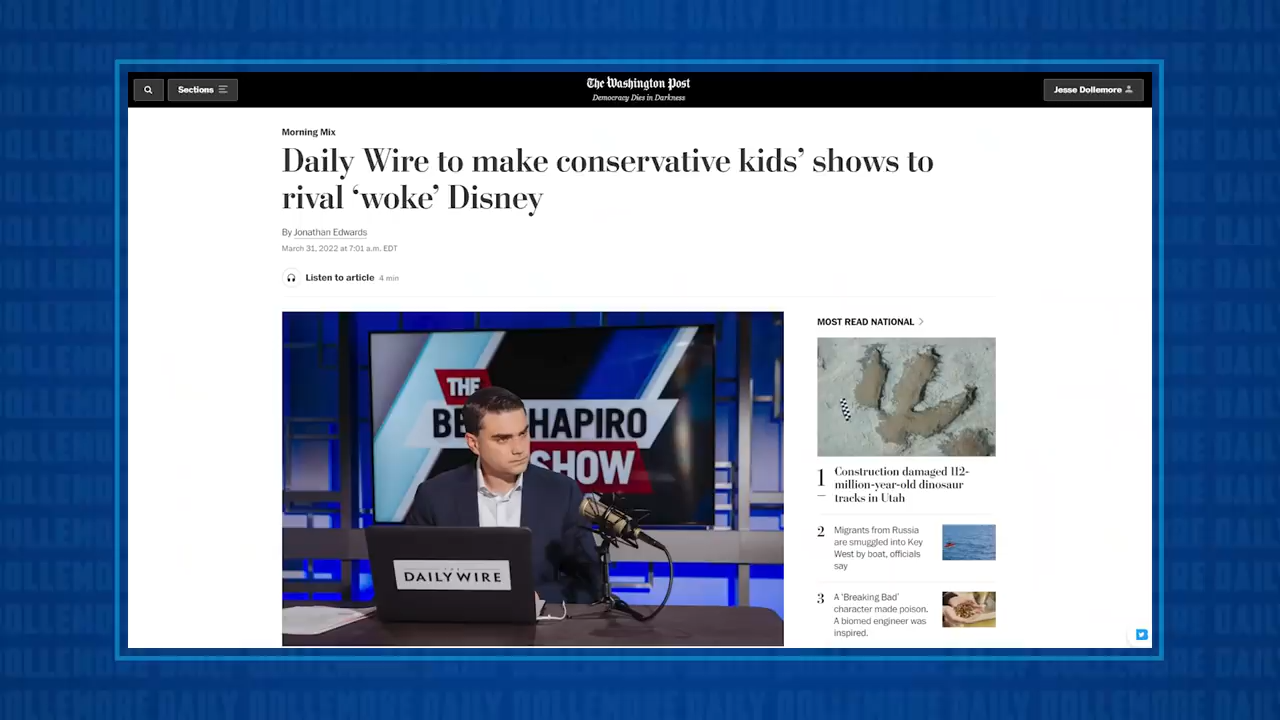 Sections
The Washington Post
Democracy Dies in Darkness
Jesse Dollemore
Morning Mix
Daily Wire to make conservative kids’ shows to
rival ‘woke’ Disney
By Jonathan Edwards
March 31, 2022 at 7:01 a.m. EDT
Listen to article 4 min
THE
BE
HAPIRO
SHOW
DAILY WIRE
MOST READ NATIONAL
1
Construction damaged 112-
million-year-old dinosaur
tracks in Utah
2
Migrants from Russia
are smuggled into Key
West by boat, officials
say
3
A ‘Breaking Bad’
character made poison.
A biomed engineer was
inspired.